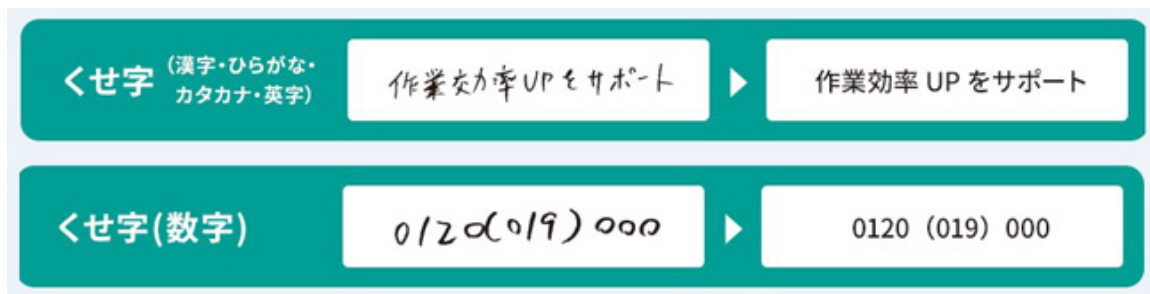 くせ字 (漢字・ひらがな・
カタカナ・英字)
作業効率UPをサポート
作業効率 UP をサポート
くせ字(数字)
0120(019)000
0120（019）000